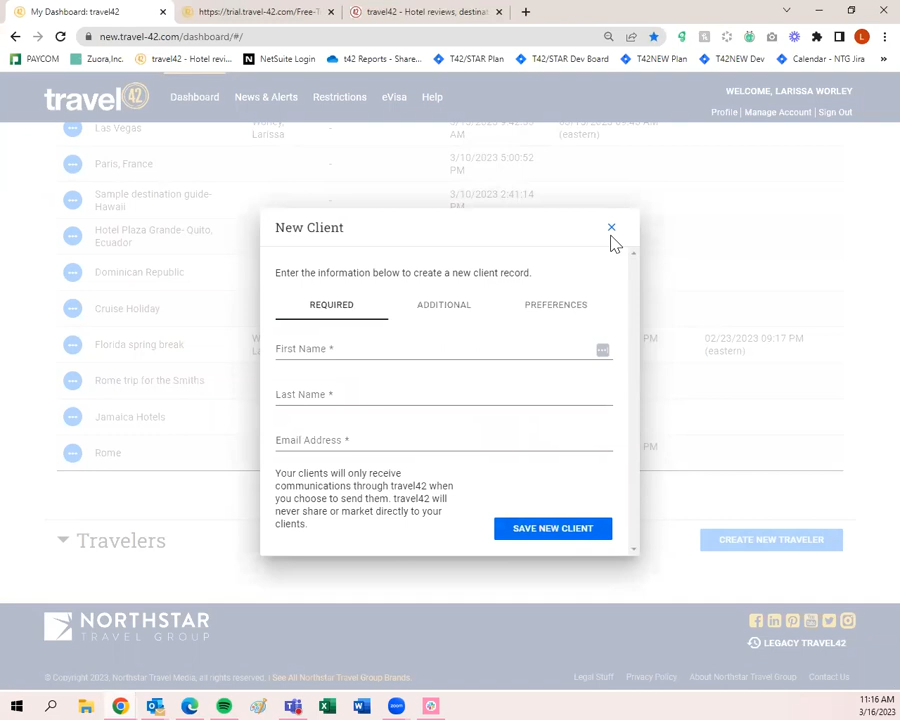 My Dashboard: travel42
https://trial.travel-42.com/Free-T
travel42 - Hotel reviews, destinat
new.travel-42.com/dashboard/#/
PAYCOM
Zuora,Inc.
travel42 - Hotel revi...
NetSuite Login
t42 Reports - Share...
T42/STAR Plan
T42/STAR Dev Board
T42NEW Plan
T42NEW Dev
Calendar - NTG Jira
travel 42
Dashboard
News & Alerts
Restrictions
eVisa
Help
WELCOME, LARISSA WORLEY
Profile | Manage Account | Sign Out
Las Vegas
Larissa
-
AM
(eastern)
Paris, France
-
3/10/2023 5:00:52
PM
Sample destination guide-
Hawaii
-
3/10/2023 2:41:14
PM
Hotel Plaza Grande- Quito,
Ecuador
Dominican Republic
Cruise Holiday
Florida spring break
PM
02/23/2023 09:17 PM
(eastern)
Rome trip for the Smiths
Jamaica Hotels
Rome
PM
New Client
Enter the information below to create a new client record.
REQUIRED
ADDITIONAL
PREFERENCES
First Name *
Last Name *
Email Address *
Your clients will only receive
communications through travel42 when
you choose to send them. travel42 will
never share or market directly to your
clients.
SAVE NEW CLIENT
Travelers
CREATE NEW TRAVELER
NORTHSTAR
TRAVEL GROUP
LEGACY TRAVEL42
© Copyright 2023, Northstar Travel Media, All rights reserved. | See All Northstar Travel Group Brands.
Legal Stuff
Privacy Policy
About Northstar Travel Group
Contact Us
11:16 AM
3/16/2023